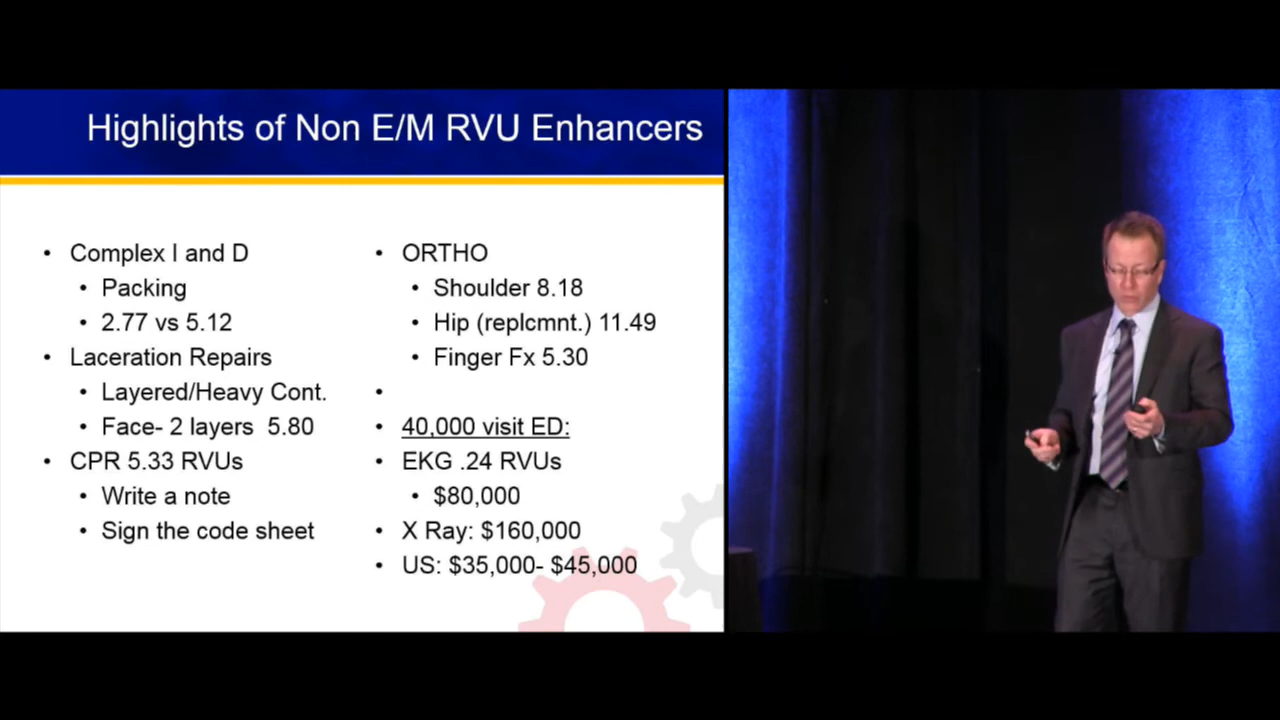 Highlights of Non E/M RVU Enhancers
• Complex I and D
• Packing
• 2.77 vs 5.12
• Laceration Repairs
• Layered/Heavy Cont.
• Face- 2 layers  5.80
• CPR 5.33 RVUs
• Write a note
• Sign the code sheet
• ORTHO
• Shoulder 8.18
• Hip (replcmnt.) 11.49
• Finger Fx 5.30
•
• 40,000 visit ED:
• EKG .24 RVUs
• $80,000
• X Ray: $160,000
• US: $35,000- $45,000